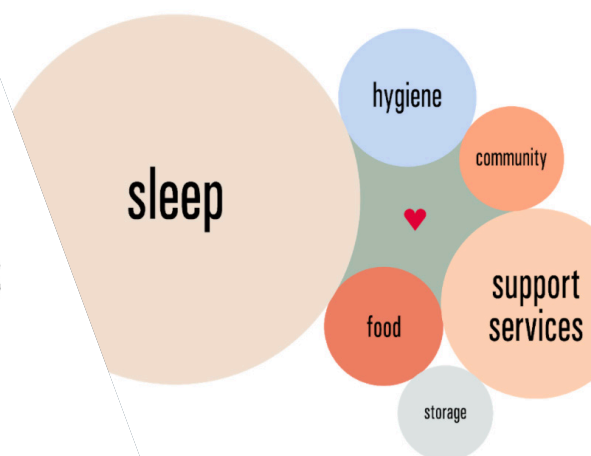 hygiene
community
sleep
support
services
food
storage